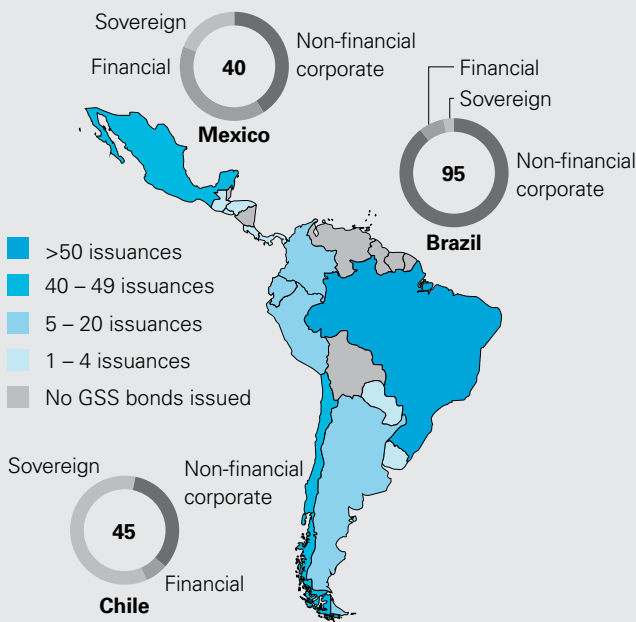 Sovereign
Financial
40
Non-financial
corporate
Mexico
Financial
Sovereign
95
Non-financial
corporate
Brazil
>50 issuances
40 – 49 issuances
5 – 20 issuances
1 – 4 issuances
No GSS bonds issued
Sovereign
Non-financial
corporate
45
Financial
Chile